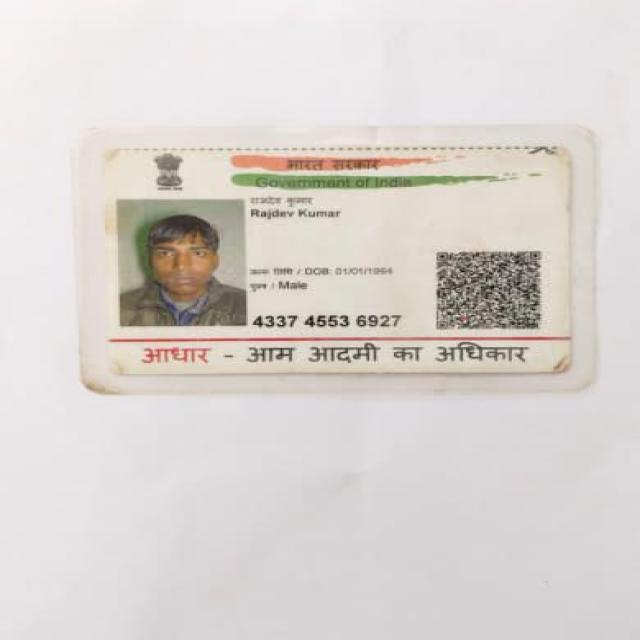 भारत सरकार
Government of India
राजदेव कुमार
Rajdev Kumar
जन्म तिथि / DOB: 01/01/1994
पुरुष / Male
4337 4553 6927
आधार - आम आदमी का अधिकार